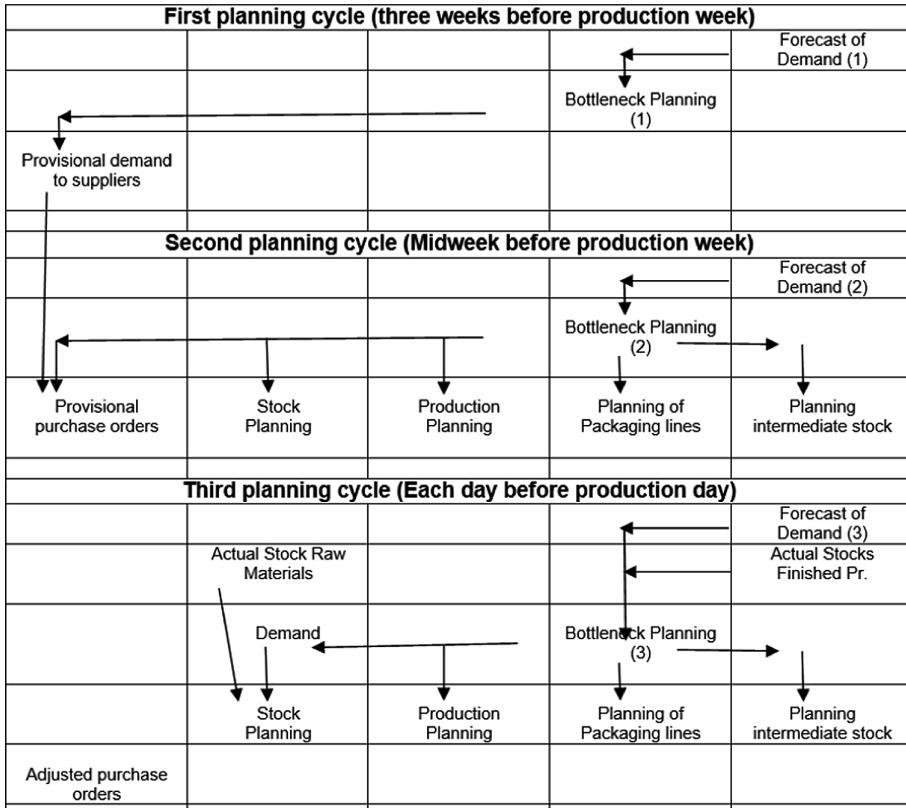 First planning cycle (three weeks before production week)
Forecast of
Demand (1)
Bottleneck Planning
(1)
Provisional demand
to suppliers
Second planning cycle (Midweek before production week)
Forecast of
Demand (2)
Bottleneck Planning
(2)
Provisional
purchase orders
Stock
Planning
Production
Planning
Planning of
Packaging lines
Planning
intermediate stock
Third planning cycle (Each day before production day)
Forecast of
Demand (3)
Actual Stock Raw
Materials
Actual Stocks
Finished Pr.
Demand
Bottleneck Planning
(3)
Stock
Planning
Production
Planning
Planning of
Packaging lines
Planning
intermediate stock
Adjusted purchase
orders